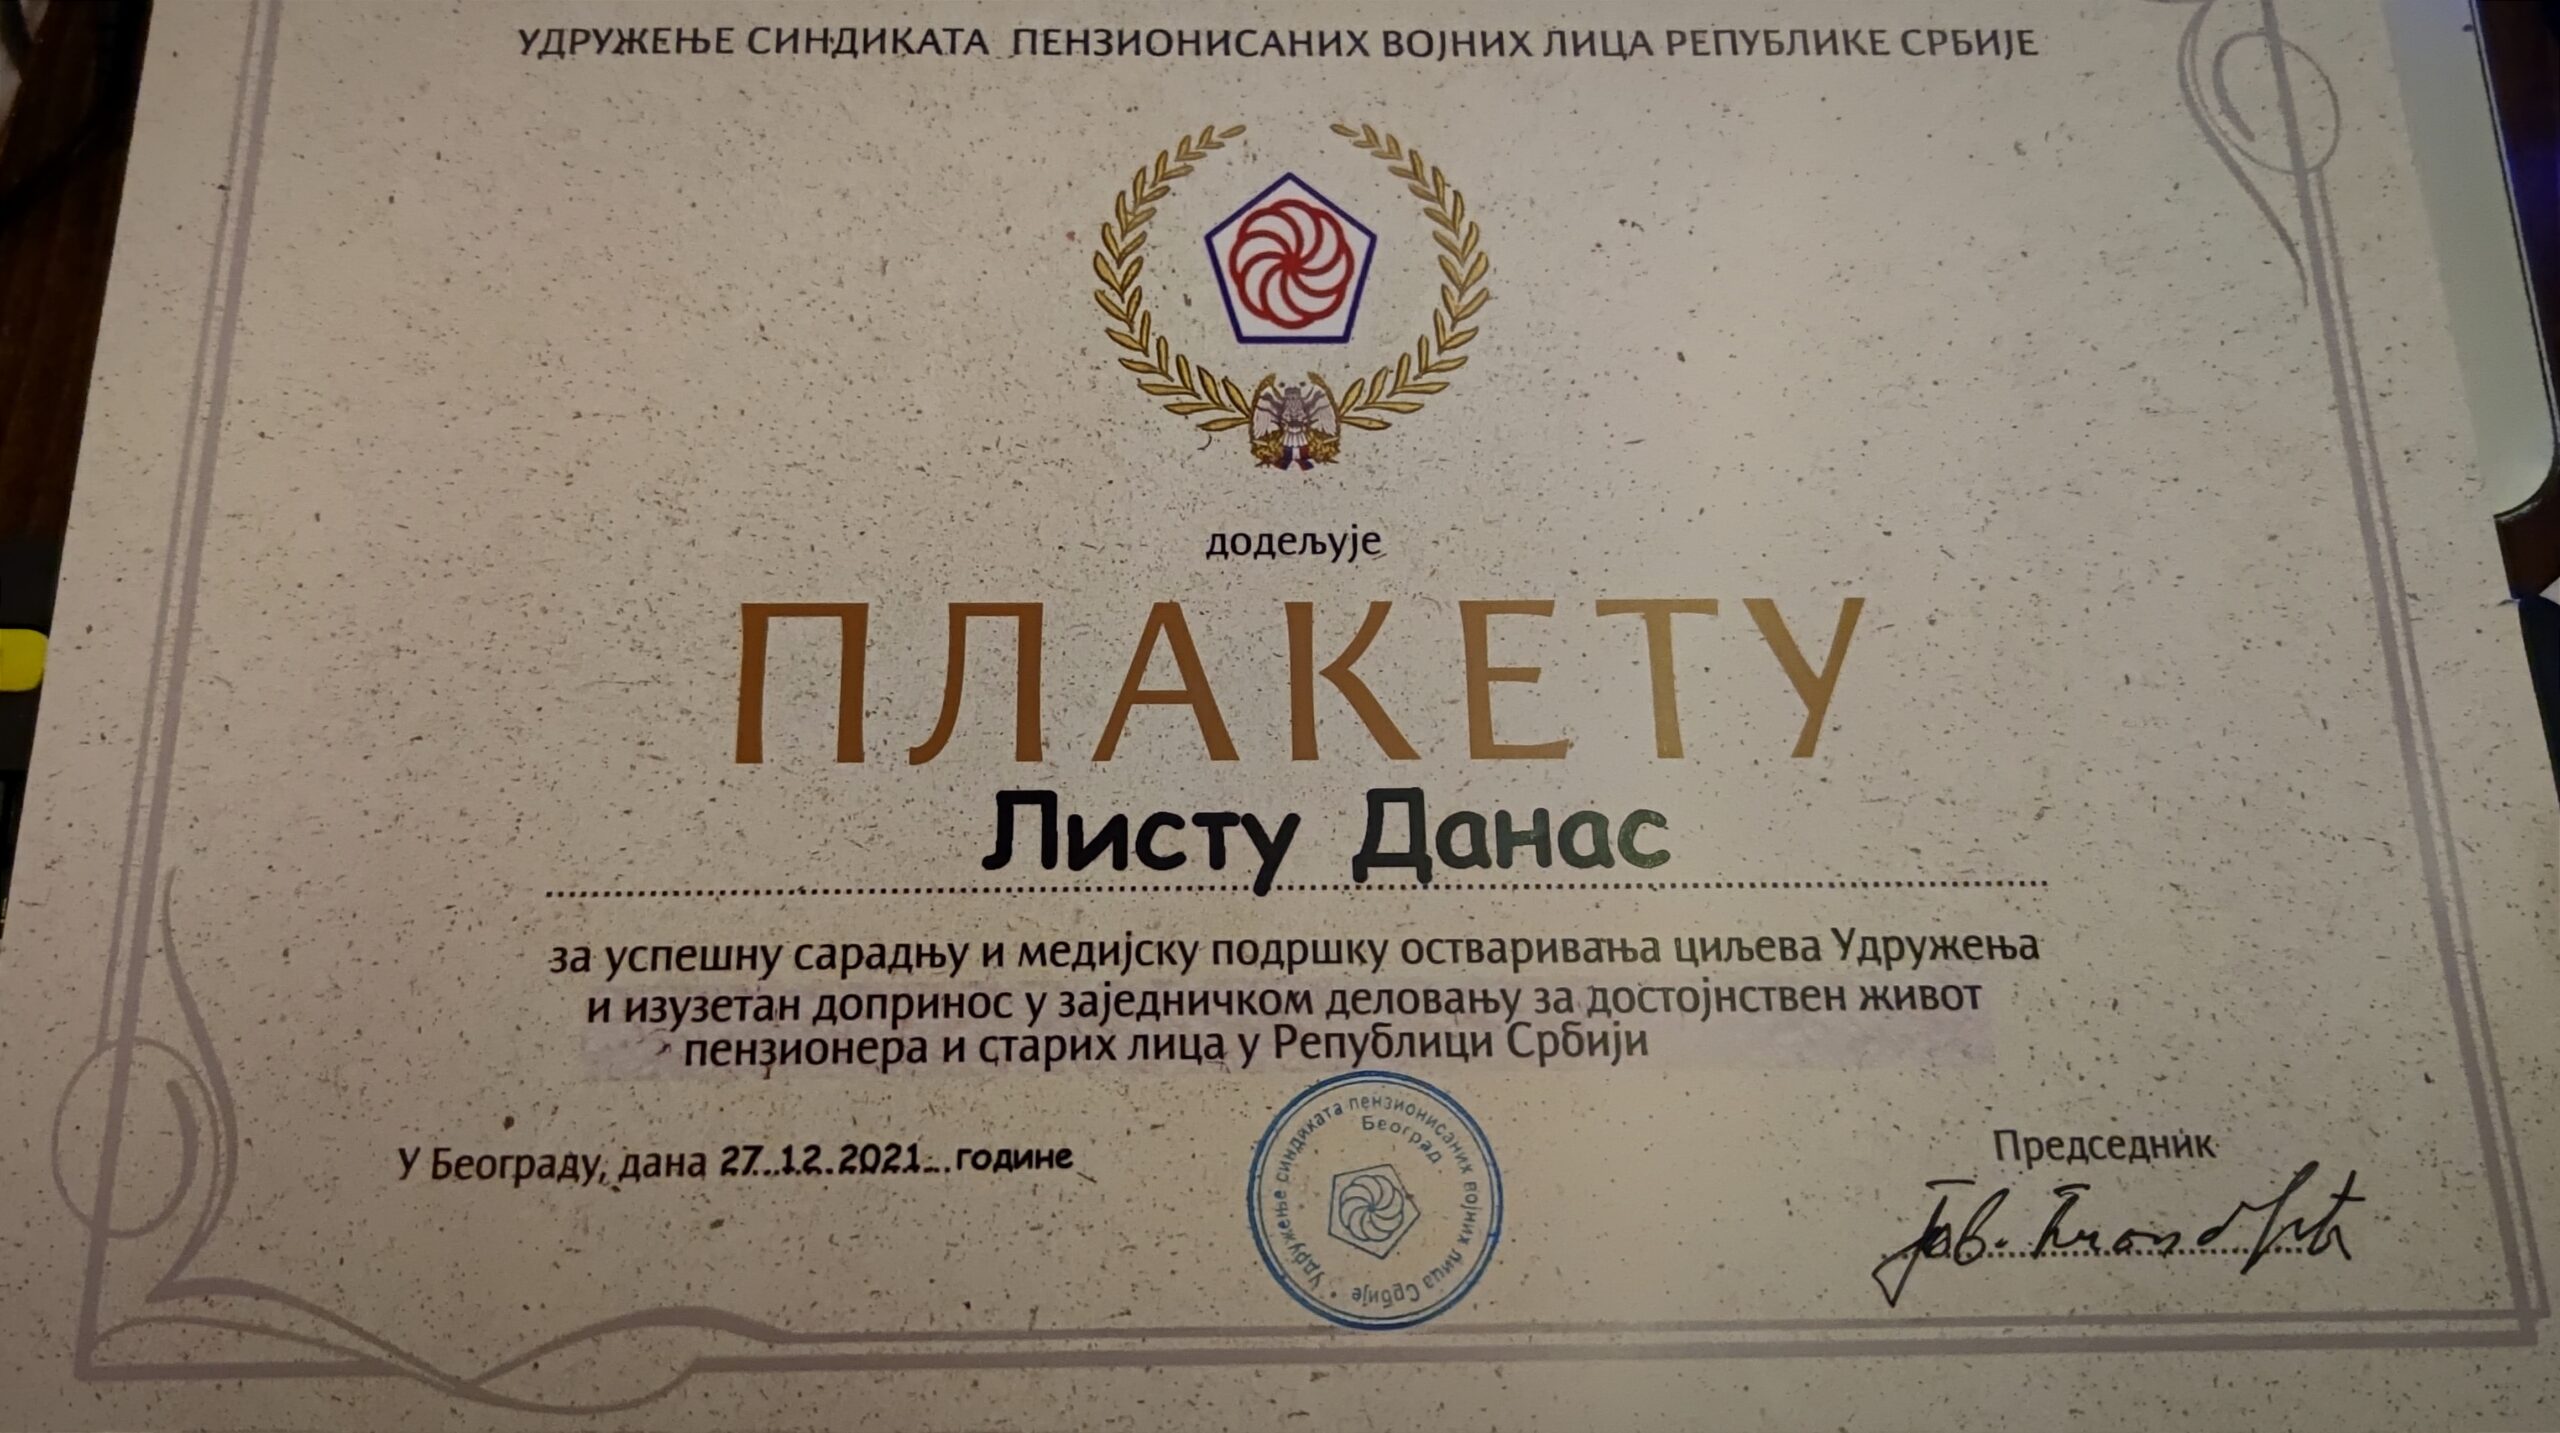 УДРУЖЕЊЕ СИНДИКАТА ПЕНЗИОНИСАНИХ ВОЈНИХ ЛИЦА РЕПУБЛИКЕ СРБИЈЕ
додељује
ПЛАКЕТУ
Листу Данас
за успешну сарадњу и медијску подршку остваривања циљева Удружења
и изузетан допринос у заједничком деловању за достојнствен живот
пензионера и старих лица у Републици Србији
У Београду, дана 27.12.2021. године
Удружење синдиката пензионисаних војних лица Србије
Београд
Председник